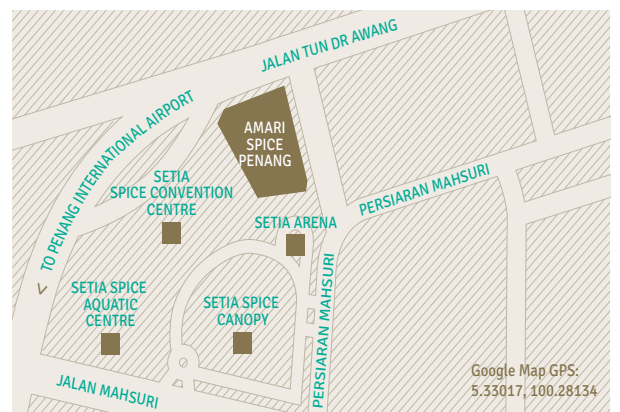 JALAN TUN DR AWANG
TO PENANG INTERNATIONAL AIRPORT
AMARI
SPICE
PENANG
SETIA
SPICE CONVENTION
CENTRE
PERSIARAN MAHSURI
SETIA ARENA
PERSIARAN MAHSURI
SETIA SPICE
AQUATIC
CENTRE
SETIA SPICE
CANOPY
JALAN MAHSURI
Google Map GPS:
5.33017, 100.28134